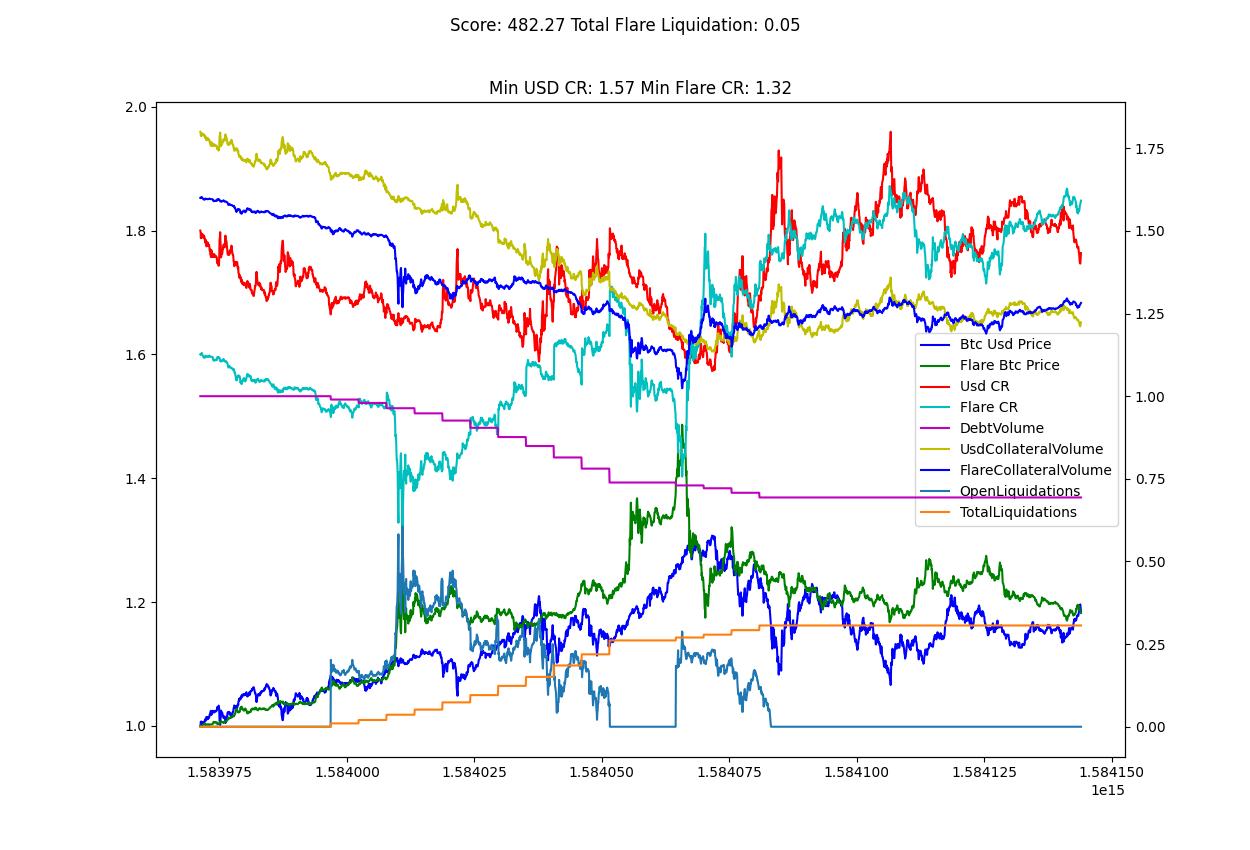 Score: 482.27 Total Flare Liquidation: 0.05
Min USD CR: 1.57 Min Flare CR: 1.32
2.0
1.8
1.6
1.4
1.2
1.0
1.75
1.50
1.25
1.00
0.75
0.50
0.25
0.00
Btc Usd Price
Flare Btc Price
Usd CR
Flare CR
DebtVolume
UsdCollateralVolume
FlareCollateralVolume
OpenLiquidations
TotalLiquidations
1.583975 1.584000 1.584025 1.584050 1.584075 1.584100 1.584125 1.584150
1e15